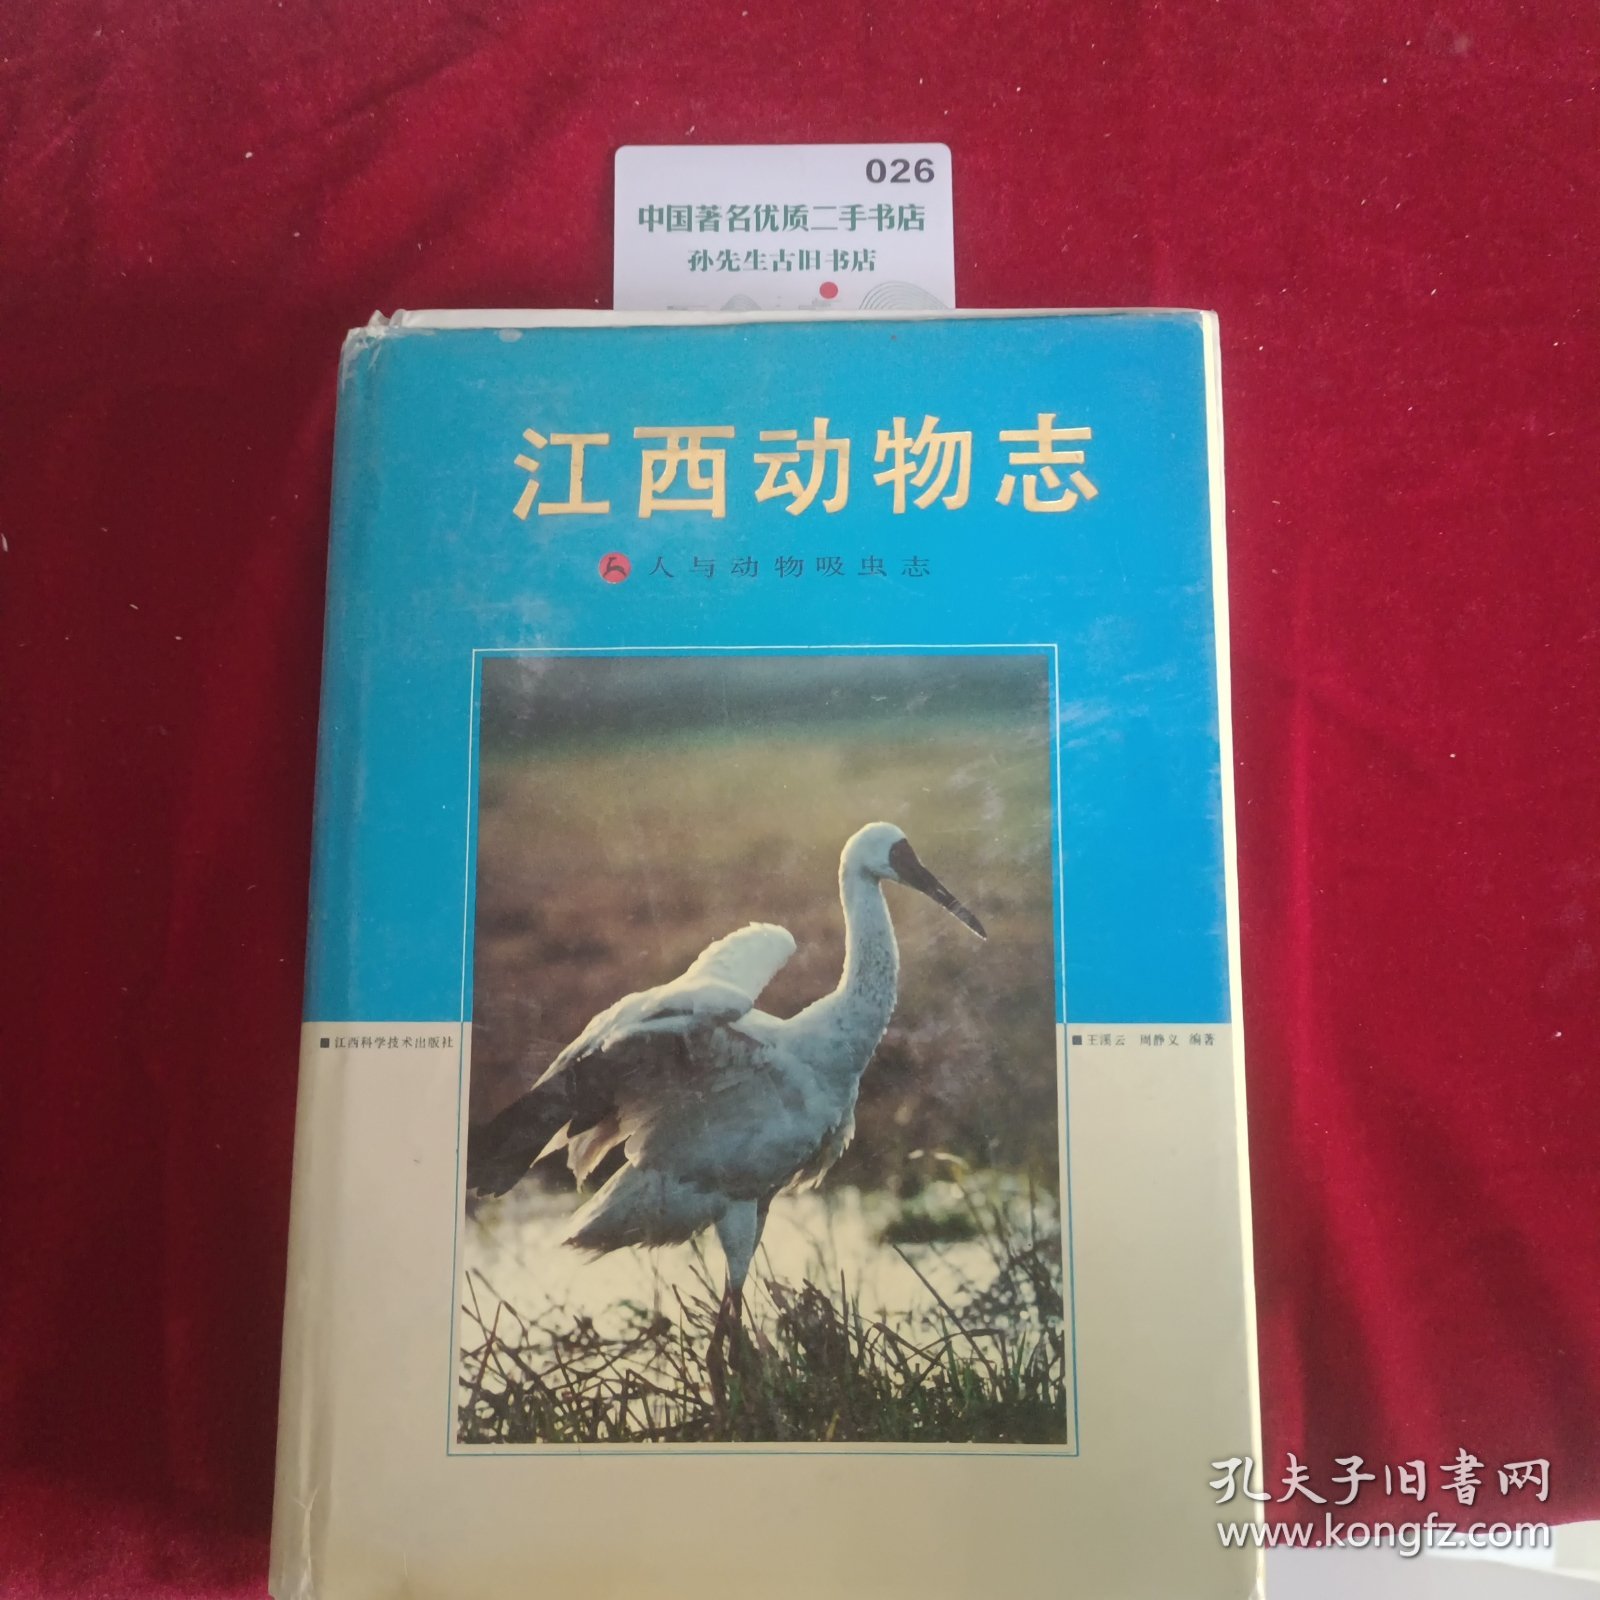 026
中国著名优质二手书店
孙先生古旧书店
江西动物志
人与动物吸虫志
■江西科学技术出版社
■王溪云 周静义 编著
孔夫子旧书网
www.kongfz.com